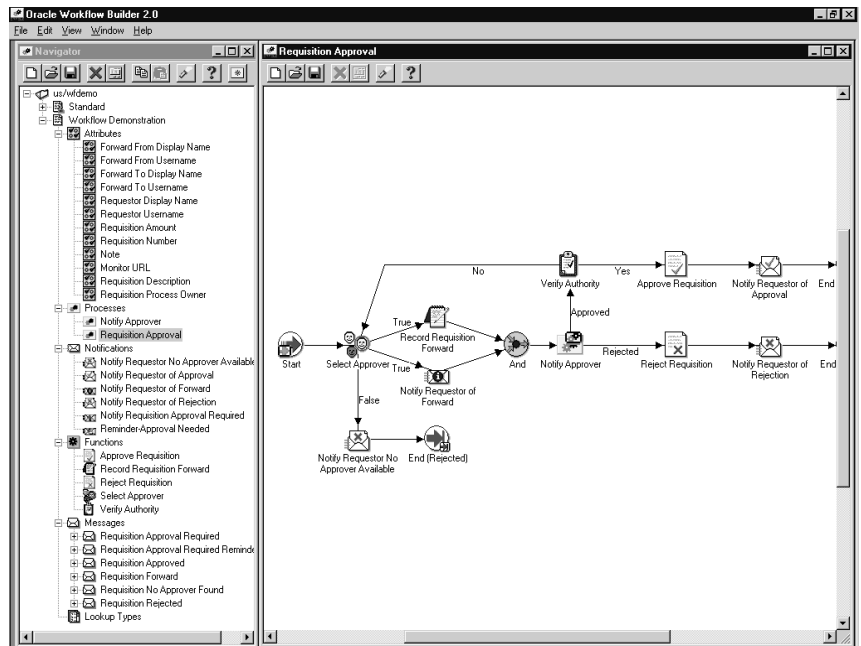 Oracle Workflow Builder 2.0
File Edit View Window Help
Navigator
us/wfdemo
Standard
Workflow Demonstration
Attributes
Forward From Display Name
Forward From Username
Forward To Display Name
Forward To Username
Requestor Display Name
Requestor Username
Requisition Amount
Requisition Number
Note
Monitor URL
Requisition Description
Requisition Process Owner
Processes
Notify Approver
Requisition Approval
Notifications
Notify Requestor No Approver Available
Notify Requestor of Approval
Notify Requestor of Forward
Notify Requestor of Rejection
Notify Requisition Approval Required
Reminder-Approval Needed
Functions
Approve Requisition
Record Requisition Forward
Reject Requisition
Select Approver
Verify Authority
Messages
Requisition Approval Required
Requisition Approval Required Reminde
Requisition Approved
Requisition Forward
Requisition No Approver Found
Requisition Rejected
Lookup Types
Requisition Approval
No
Verify Authority
Yes
Approve Requisition
Notify Requestor of
Approval
End
Approved
True
Record Requisition
Forward
Start
Select Approver
True
And
Notify Approver
Rejected
Reject Requisition
Notify Requestor of
Rejection
End
Notify Requestor of
Forward
False
Notify Requestor No
Approver Available
End (Rejected)